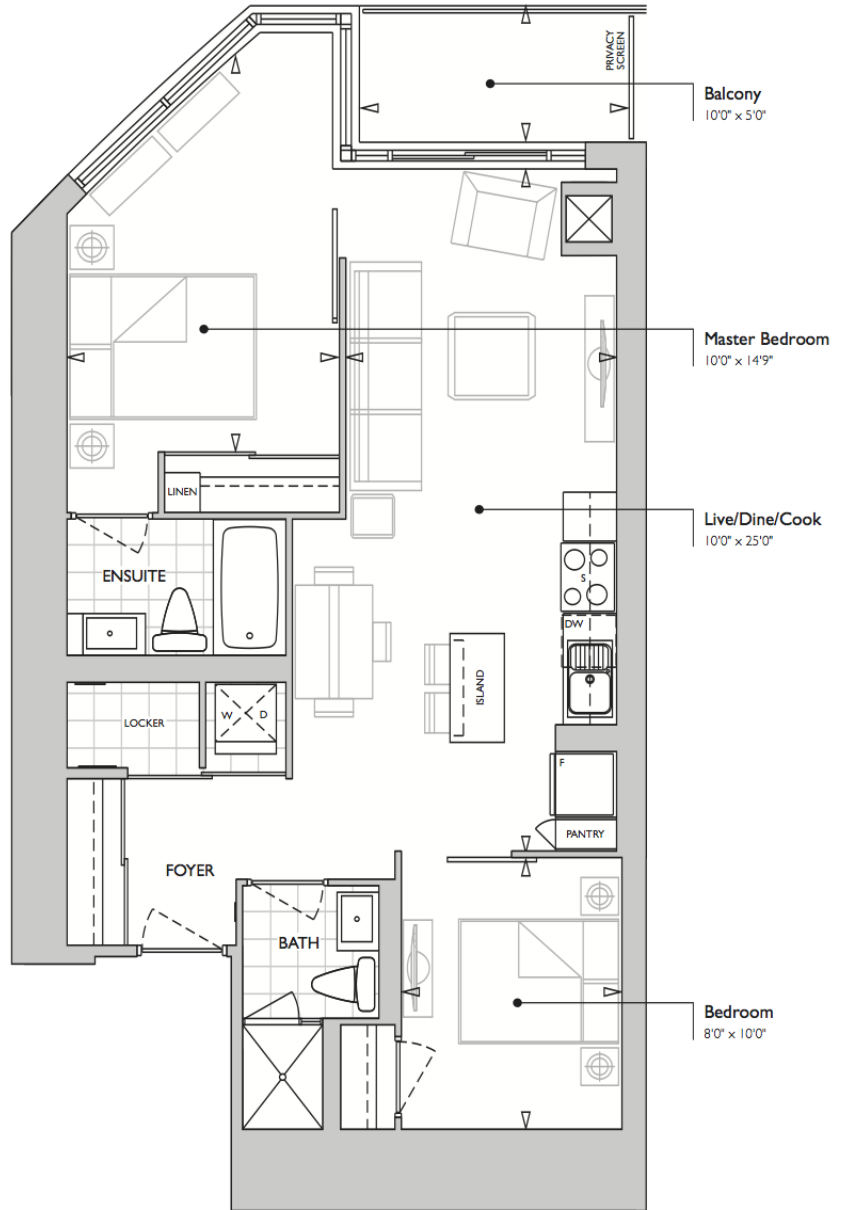 PRIVACY
SCREEN
Balcony
10'0" x 5'0"
Master Bedroom
10'0" x 14'9"
LINEN
Live/Dine/Cook
10'0" x 25'0"
ENSUITE
S
DW
ISLAND
LOCKER
W D
F
PANTRY
FOYER
BATH
Bedroom
8'0" x 10'0"